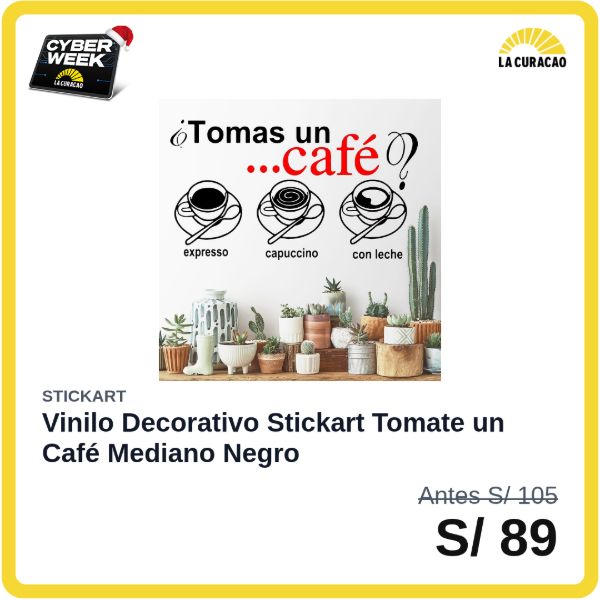 CYBER
WEEK
LA CURACAO
LA CURACAO
¿Tomas un
...café?
expresso
capuccino
con leche
STICKART
Vinilo Decorativo Stickart Tomate un
Café Mediano Negro
Antes S/ 105
S/ 89